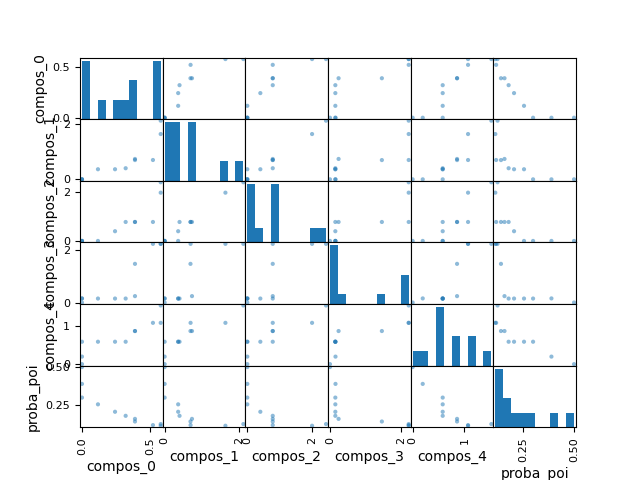 compos_0
0.5
0.0
compos_1
2
0
compos_2
2
0
compos_3
2
0
compos_4
1
0
proba_poi
0.50
0.25
0.0 0.5 0 2 0 2 0 2 0 1 0.25 0.50
compos_0 compos_1 compos_2 compos_3 compos_4 proba_poi